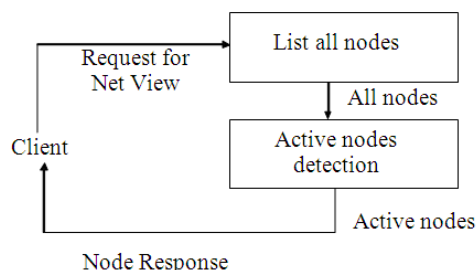 List all nodes
Request for
Net View
All nodes
Client
Active nodes
detection
Active nodes
Node Response